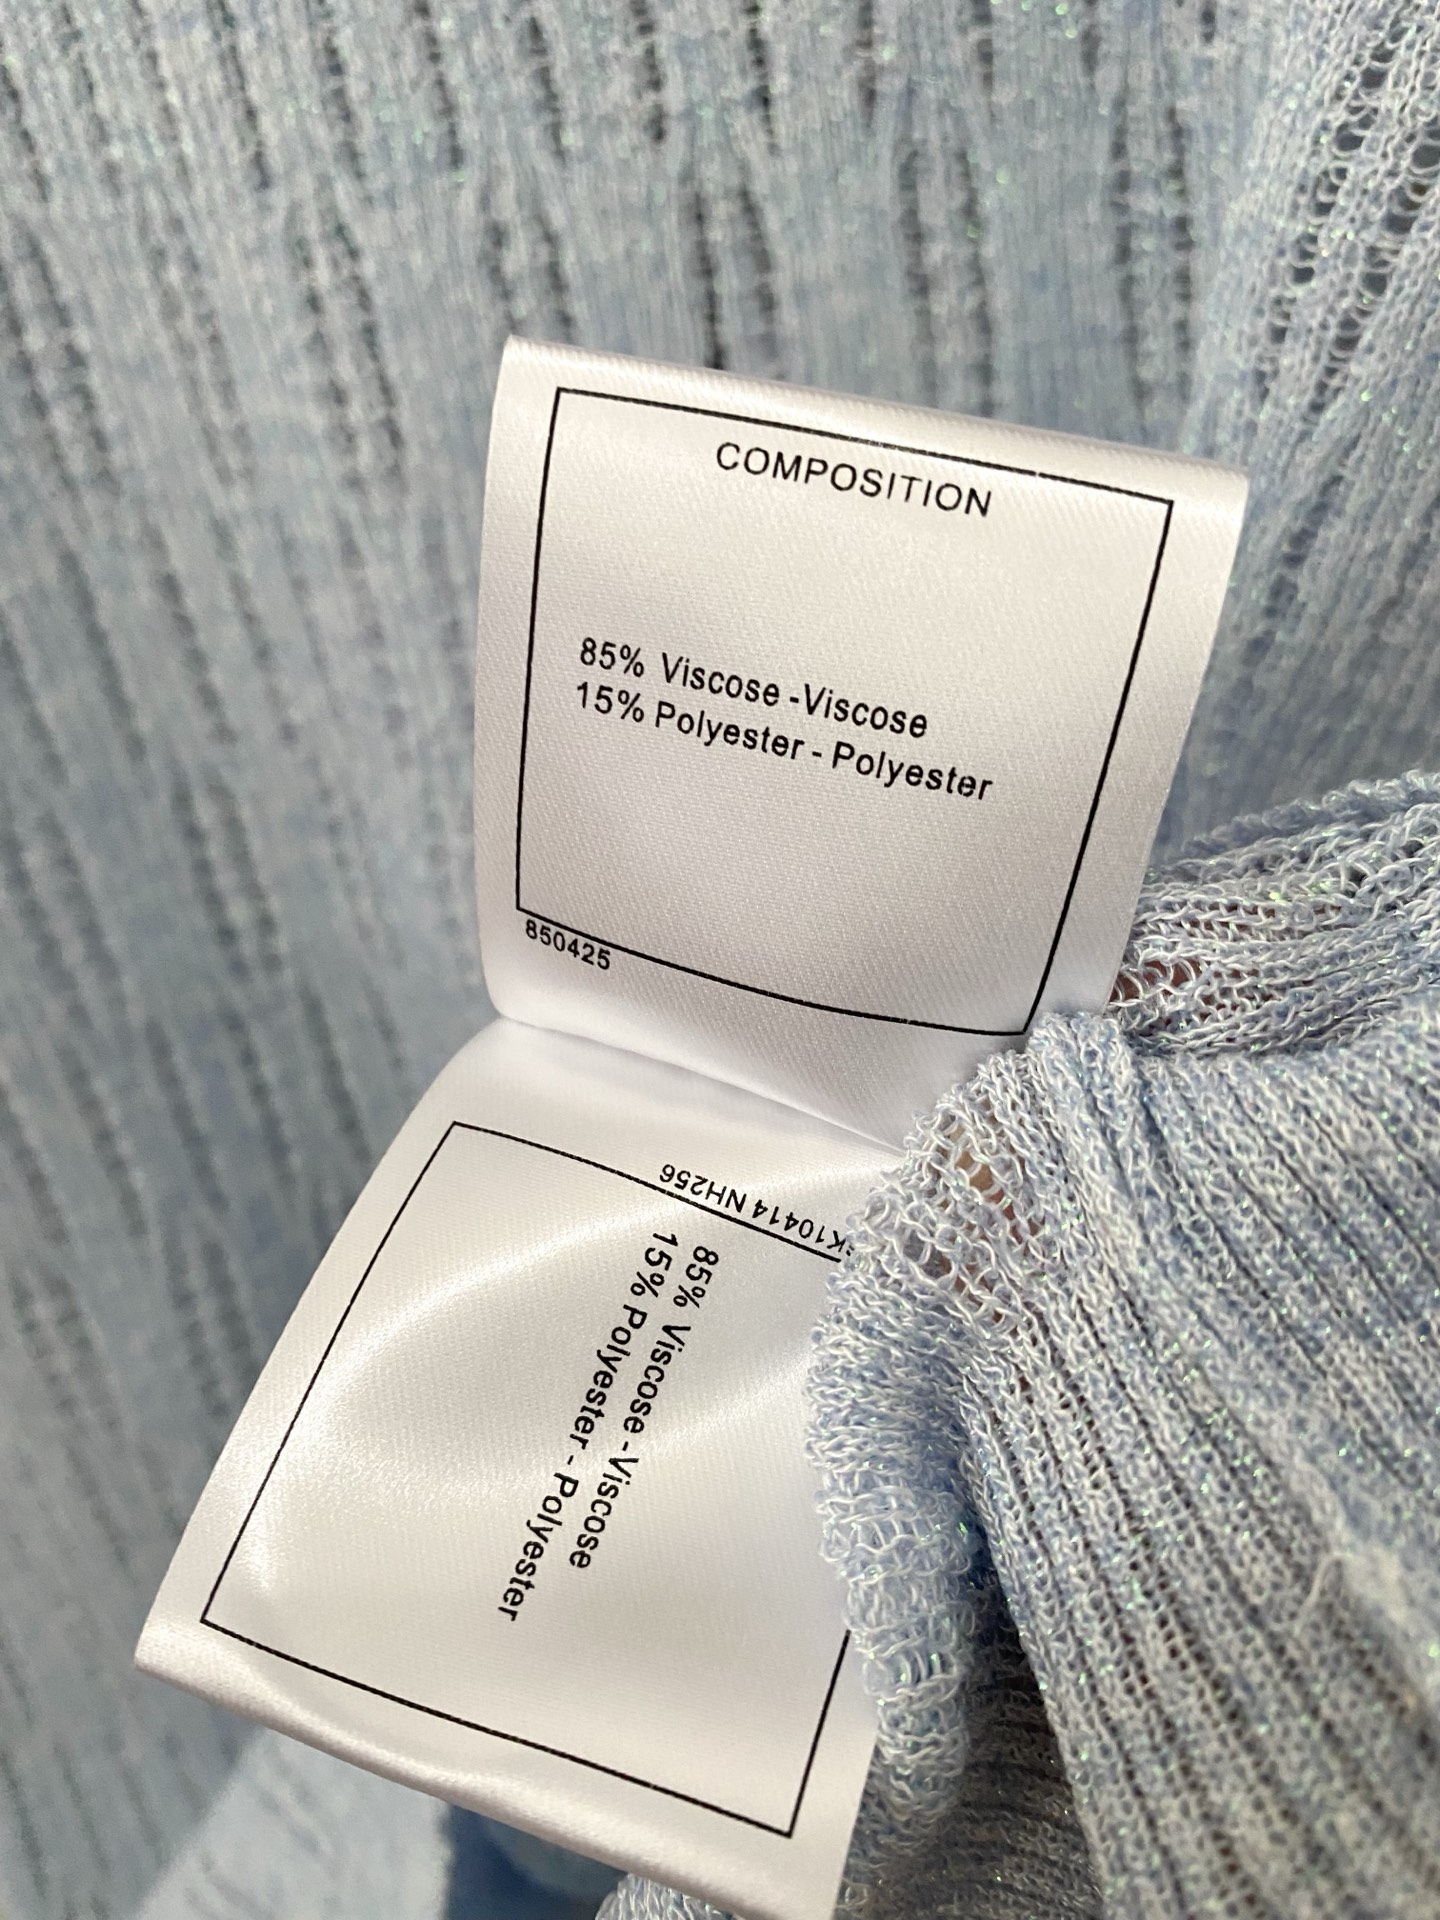 COMPOSITION
85% Viscose -Viscose
15% Polyester - Polyester
850425
K10414 NH256
85% Viscose -Viscose
15% Polyester - Polyester